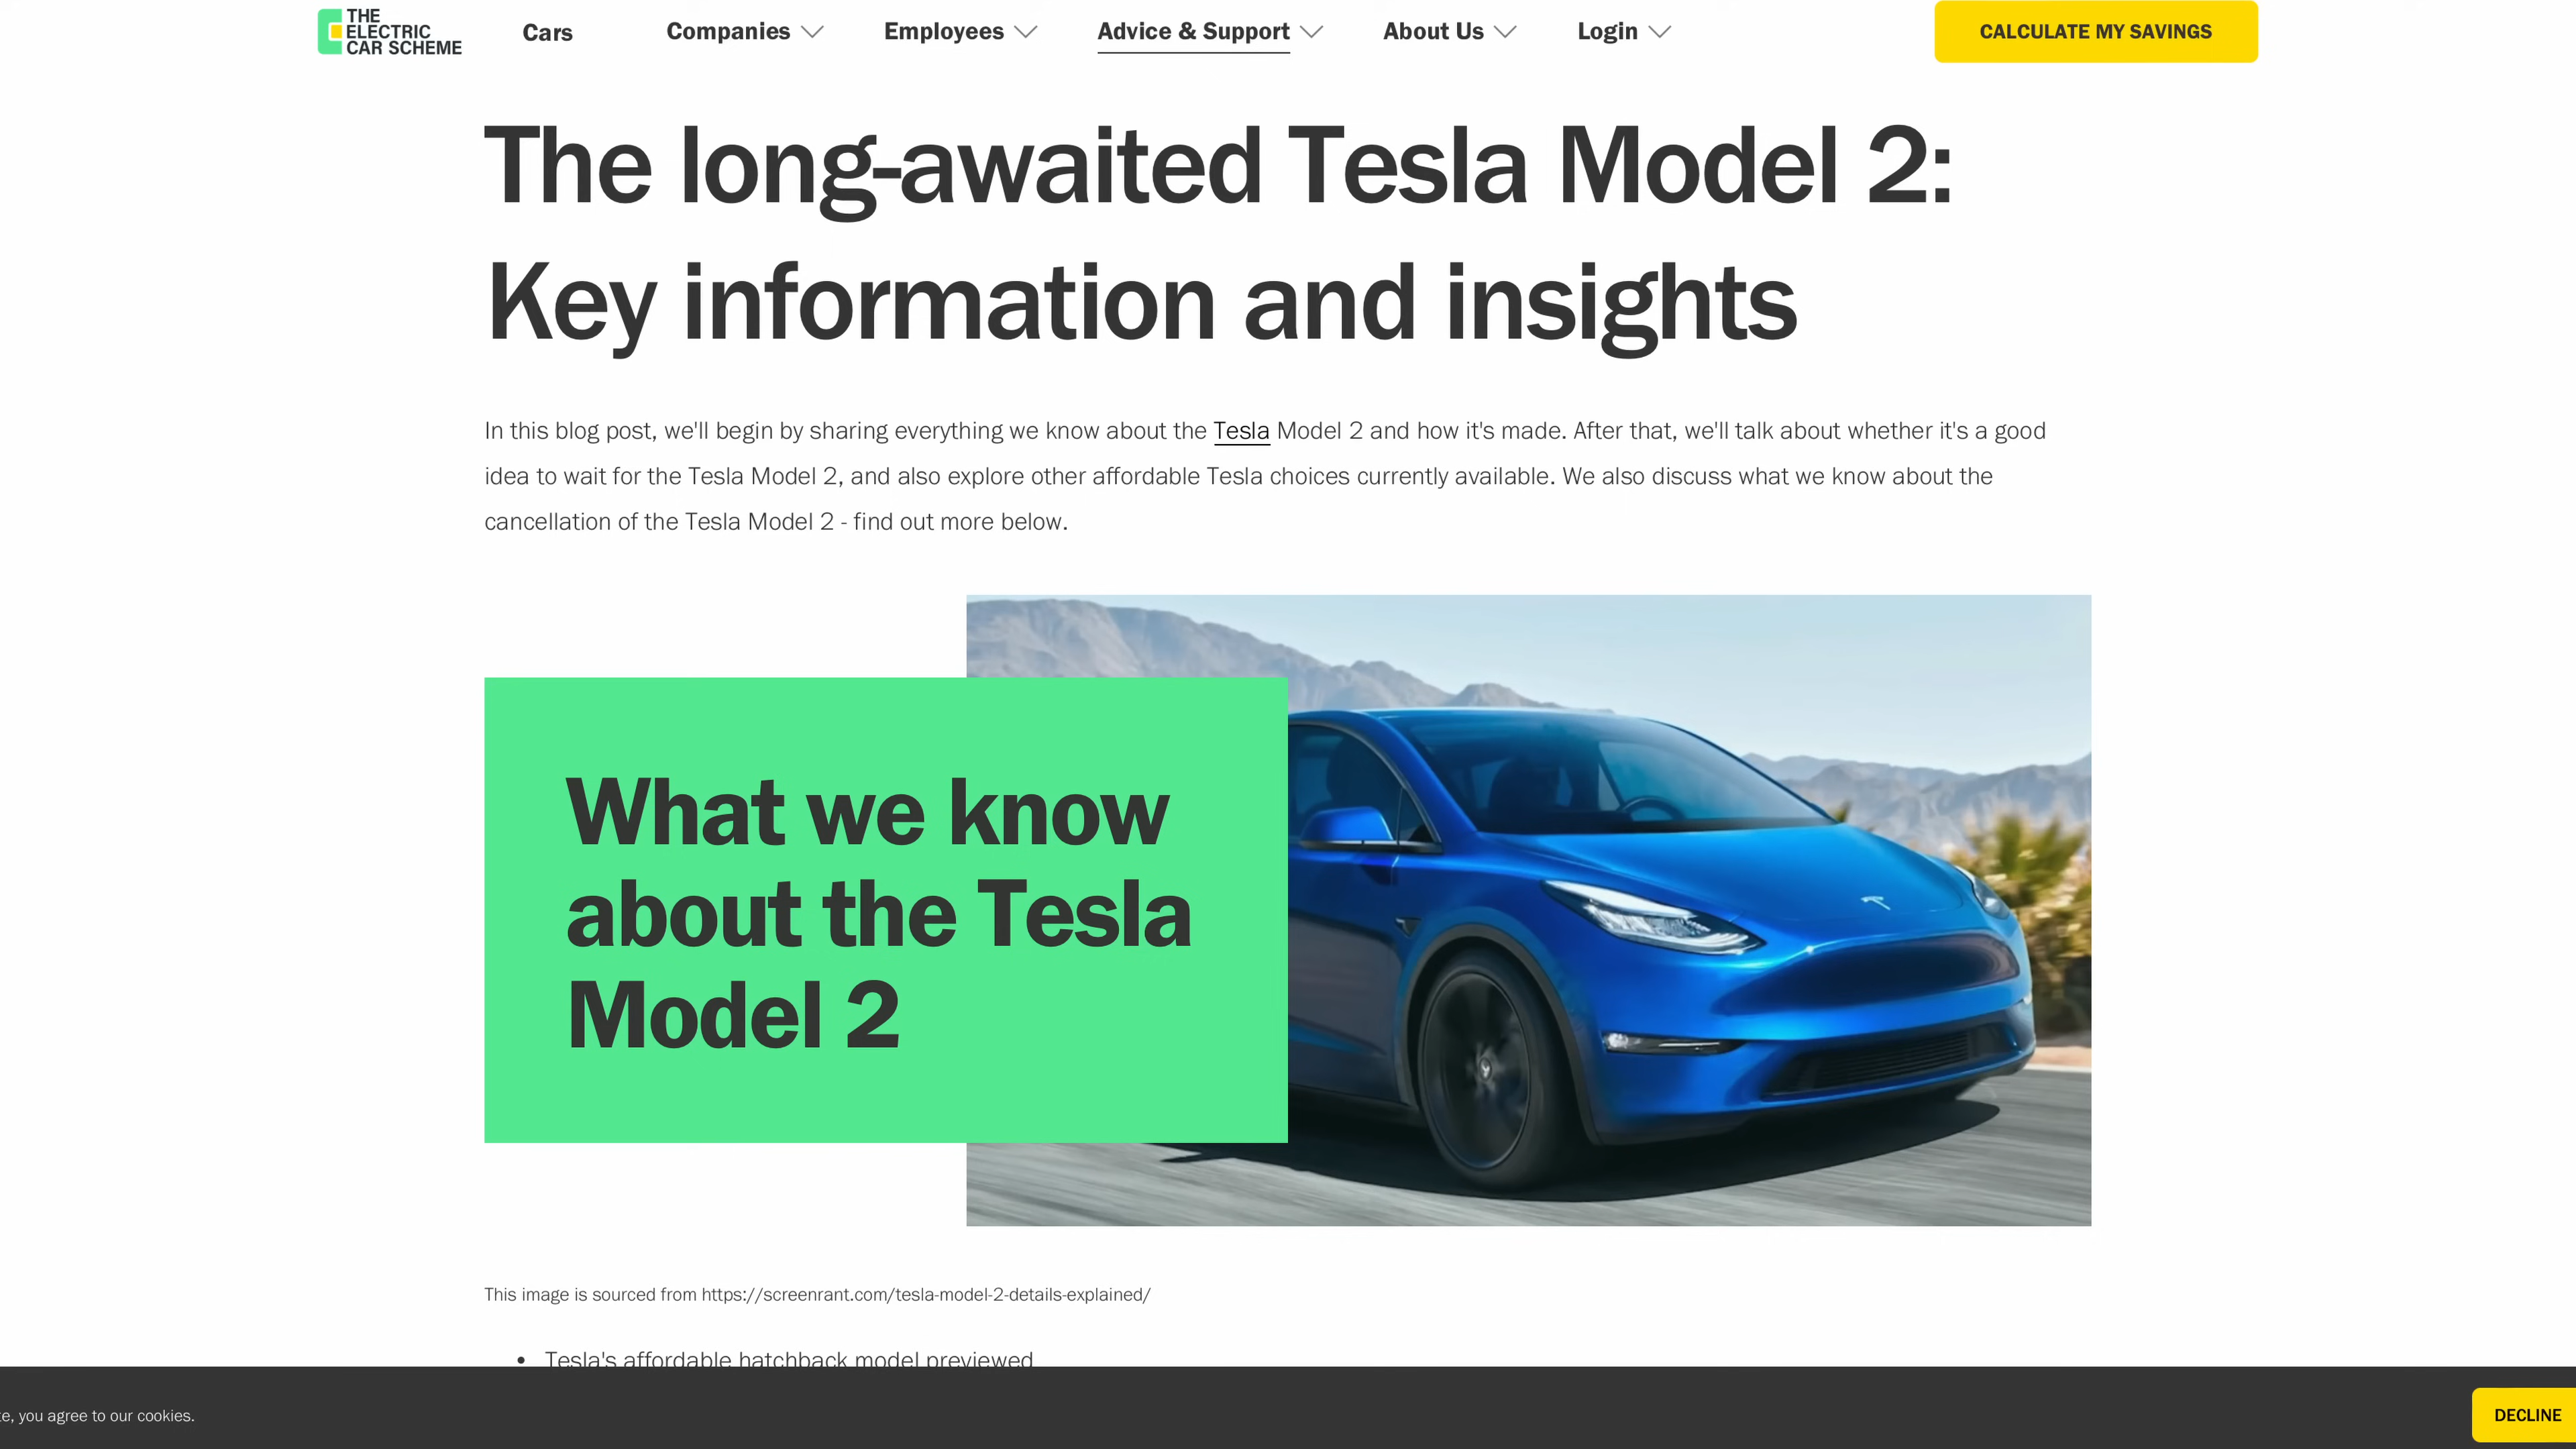 THE
ELECTRIC
CAR SCHEME
Cars
Companies
Employees
Advice & Support
About Us
Login
CALCULATE MY SAVINGS
The long-awaited Tesla Model 2:
Key information and insights
In this blog post, we'll begin by sharing everything we know about the Tesla Model 2 and how it's made. After that, we'll talk about whether it's a good
idea to wait for the Tesla Model 2, and also explore other affordable Tesla choices currently available. We also discuss what we know about the
cancellation of the Tesla Model 2 - find out more below.
What we know
about the Tesla
Model 2
This image is sourced from https://screenrant.com/tesla-model-2-details-explained/
• Tesla's affordable hatchback model previewed
e, you agree to our cookies.
DECLINE